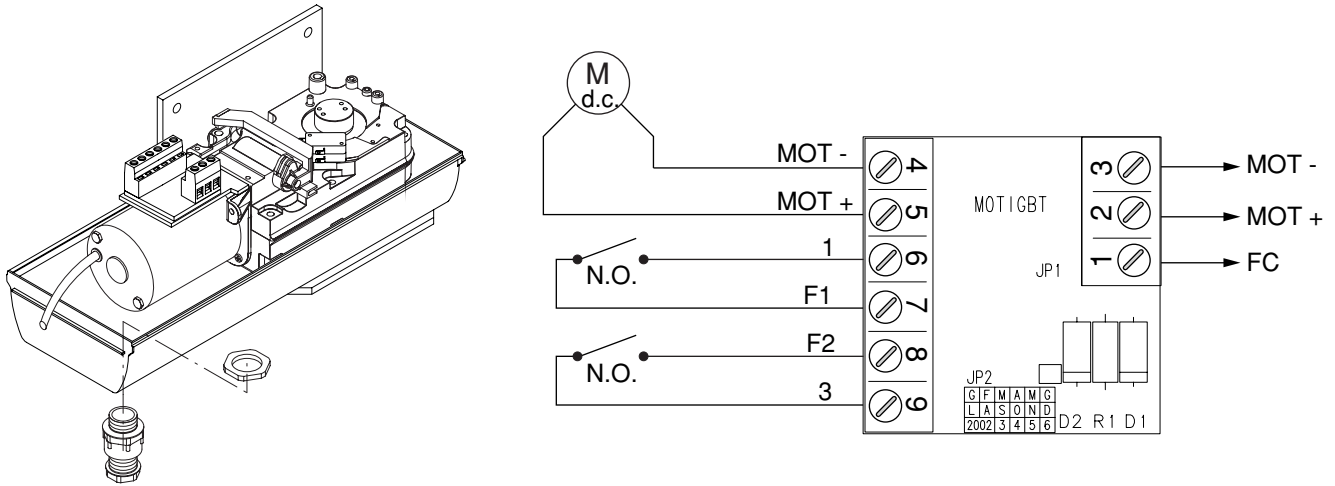 M
d.c.
MOT -
MOT +
1
N.O.
F1
F2
N.O.
3
4
5
6
7
8
9
MOTIGBT
JP1
JP2
G F M A M G
L A S O N D
2002 3 4 5 6
D2 R1 D1
3
2
1
MOT -
MOT +
FC